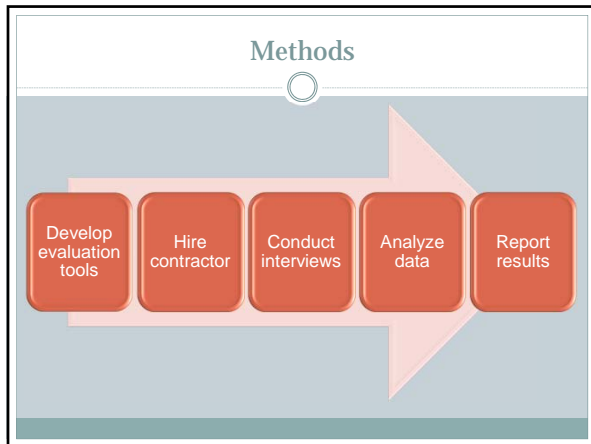 Methods
Develop
evaluation
tools
Hire
contractor
Conduct
interviews
Analyze
data
Report
results